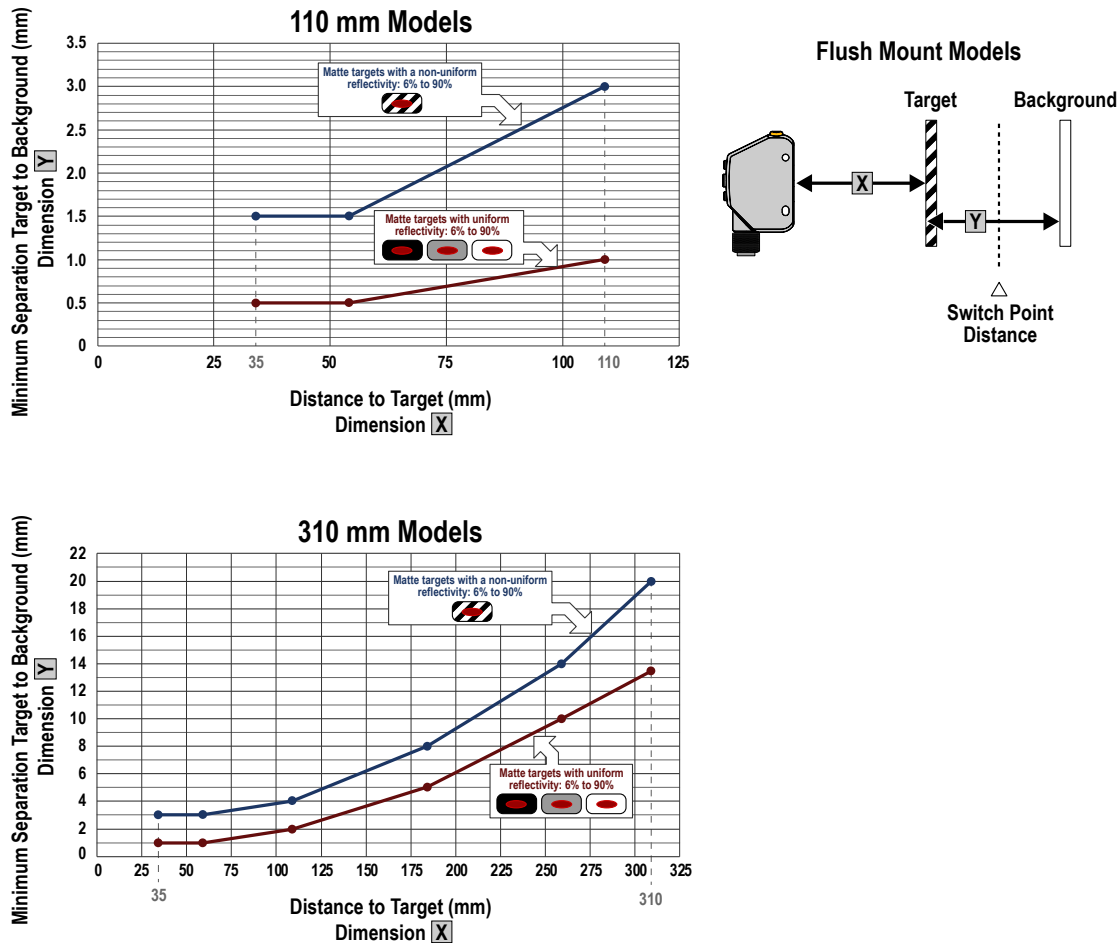 110 mm Models
Minimum Separation Target to Background (mm)
Dimension Y
3.5
3.0
2.5
2.0
1.5
1.0
0.5
0
Matte targets with a non-uniform
reflectivity: 6% to 90%
Matte targets with uniform
reflectivity: 6% to 90%
0 25 35 50 75 100 110 125
Distance to Target (mm)
Dimension X
Flush Mount Models
Target Background
X
Y
Switch Point
Distance
310 mm Models
Minimum Separation Target to Background (mm)
Dimension Y
22
20
18
16
14
12
10
8
6
4
2
0
Matte targets with a non-uniform
reflectivity: 6% to 90%
Matte targets with uniform
reflectivity: 6% to 90%
0 25 50 75 100 125 150 175 200 225 250 275 300 325
35 310
Distance to Target (mm)
Dimension X